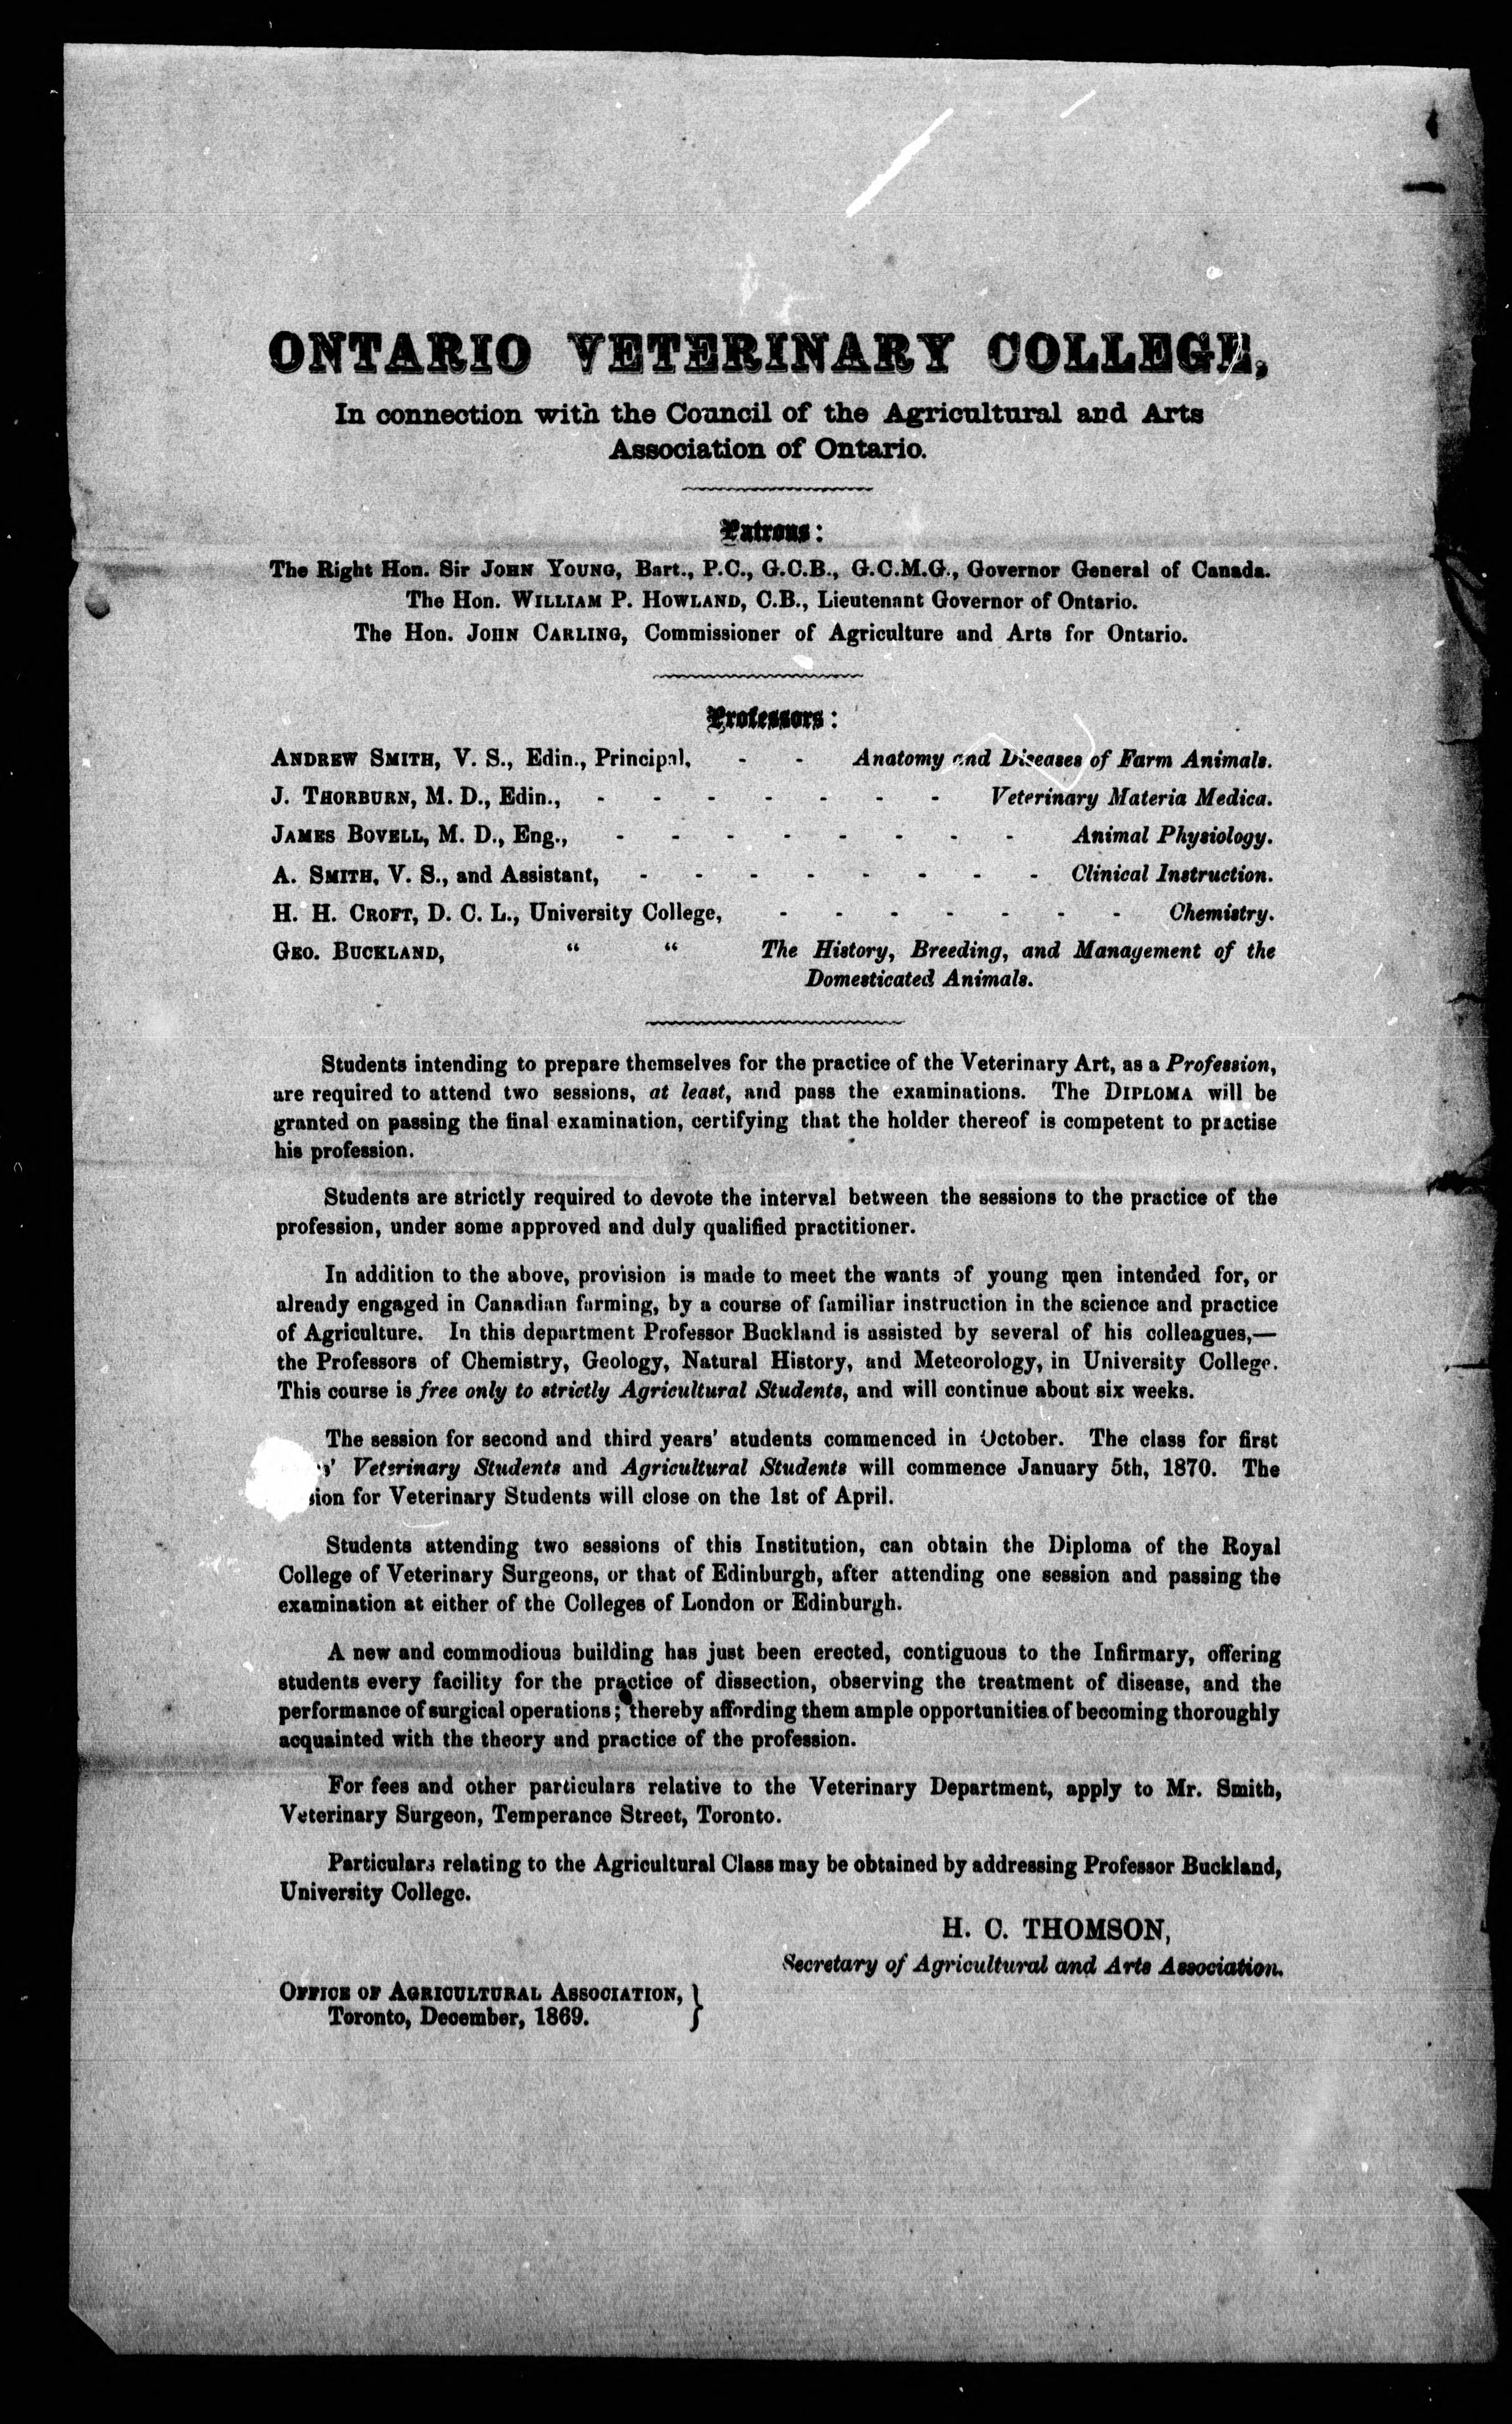 ONTARIO VETERINARY COLLEGE,
In connection with the Council of the Agricultural and Arts
Association of Ontario.
Patrons:
The Right Hon. Sir JOHN YOUNG, Bart., P.C., G.C.B., G.C.M.G., Governor General of Canada.
The Hon. WILLIAM P. HOWLAND, C.B., Lieutenant Governor of Ontario.
The Hon. JOHN CARLING, Commissioner of Agriculture and Arts for Ontario.
Professors:
ANDREW SMITH, V. S., Edin., Principal, - - Anatomy and Diseases of Farm Animals.
J. THORBURN, M. D., Edin., - - - - - - - Veterinary Materia Medica.
JAMES BOVELL, M. D., Eng., - - - - - - - - Animal Physiology.
A. SMITH, V. S., and Assistant, - - - - - - - - Clinical Instruction.
H. H. CROFT, D. C. L., University College, - - - - - - - Chemistry.
GEO. BUCKLAND, “ “ The History, Breeding, and Management of the
Domesticated Animals.
Students intending to prepare themselves for the practice of the Veterinary Art, as a Profession,
are required to attend two sessions, at least, and pass the examinations. The DIPLOMA will be
granted on passing the final examination, certifying that the holder thereof is competent to practise
his profession.
Students are strictly required to devote the interval between the sessions to the practice of the
profession, under some approved and duly qualified practitioner.
In addition to the above, provision is made to meet the wants of young men intended for, or
already engaged in Canadian farming, by a course of familiar instruction in the science and practice
of Agriculture. In this department Professor Buckland is assisted by several of his colleagues,—
the Professors of Chemistry, Geology, Natural History, and Meteorology, in University College.
This course is free only to strictly Agricultural Students, and will continue about six weeks.
The session for second and third years' students commenced in October. The class for first
Veterinary Students and Agricultural Students will commence January 5th, 1870. The
sion for Veterinary Students will close on the 1st of April.
Students attending two sessions of this Institution, can obtain the Diploma of the Royal
College of Veterinary Surgeons, or that of Edinburgh, after attending one session and passing the
examination at either of the Colleges of London or Edinburgh.
A new and commodious building has just been erected, contiguous to the Infirmary, offering
students every facility for the practice of dissection, observing the treatment of disease, and the
performance of surgical operations; thereby affording them ample opportunities of becoming thoroughly
acquainted with the theory and practice of the profession.
For fees and other particulars relative to the Veterinary Department, apply to Mr. Smith,
Veterinary Surgeon, Temperance Street, Toronto.
Particulars relating to the Agricultural Class may be obtained by addressing Professor Buckland,
University College.
H. C. THOMSON,
Secretary of Agricultural and Arts Association.
OFFICE OF AGRICULTURAL ASSOCIATION, }
Toronto, December, 1869.